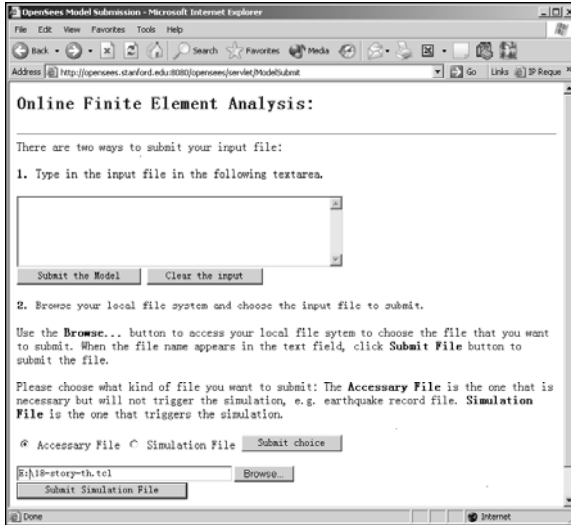 OpenSees Model Submission - Microsoft Internet Explorer
File Edit View Favorites Tools Help
Back Search Favorites Media
Address http://opensees.stanford.edu:8080/opensees/servlet/ModelSubmit Go Links IP Reque
Online Finite Element Analysis:
There are two ways to submit your input file:
1. Type in the input file in the following textarea.
Submit the Model Clear the input
2. Browse your local file system and choose the input file to submit.
Use the Browse... button to access your local file sytem to choose the file that you want
to submit. When the file name appears in the text field, click Submit File button to
submit the file.
Please choose what kind of file you want to submit: The Accessary File is the one that is
necessary but will not trigger the simulation, e.g. earthquake record file. Simulation
File is the one that triggers the simulation.
Accessary File Simulation File Submit choice
E:\18-story-th.tcl Browse...
Submit Simulation File
Done Internet